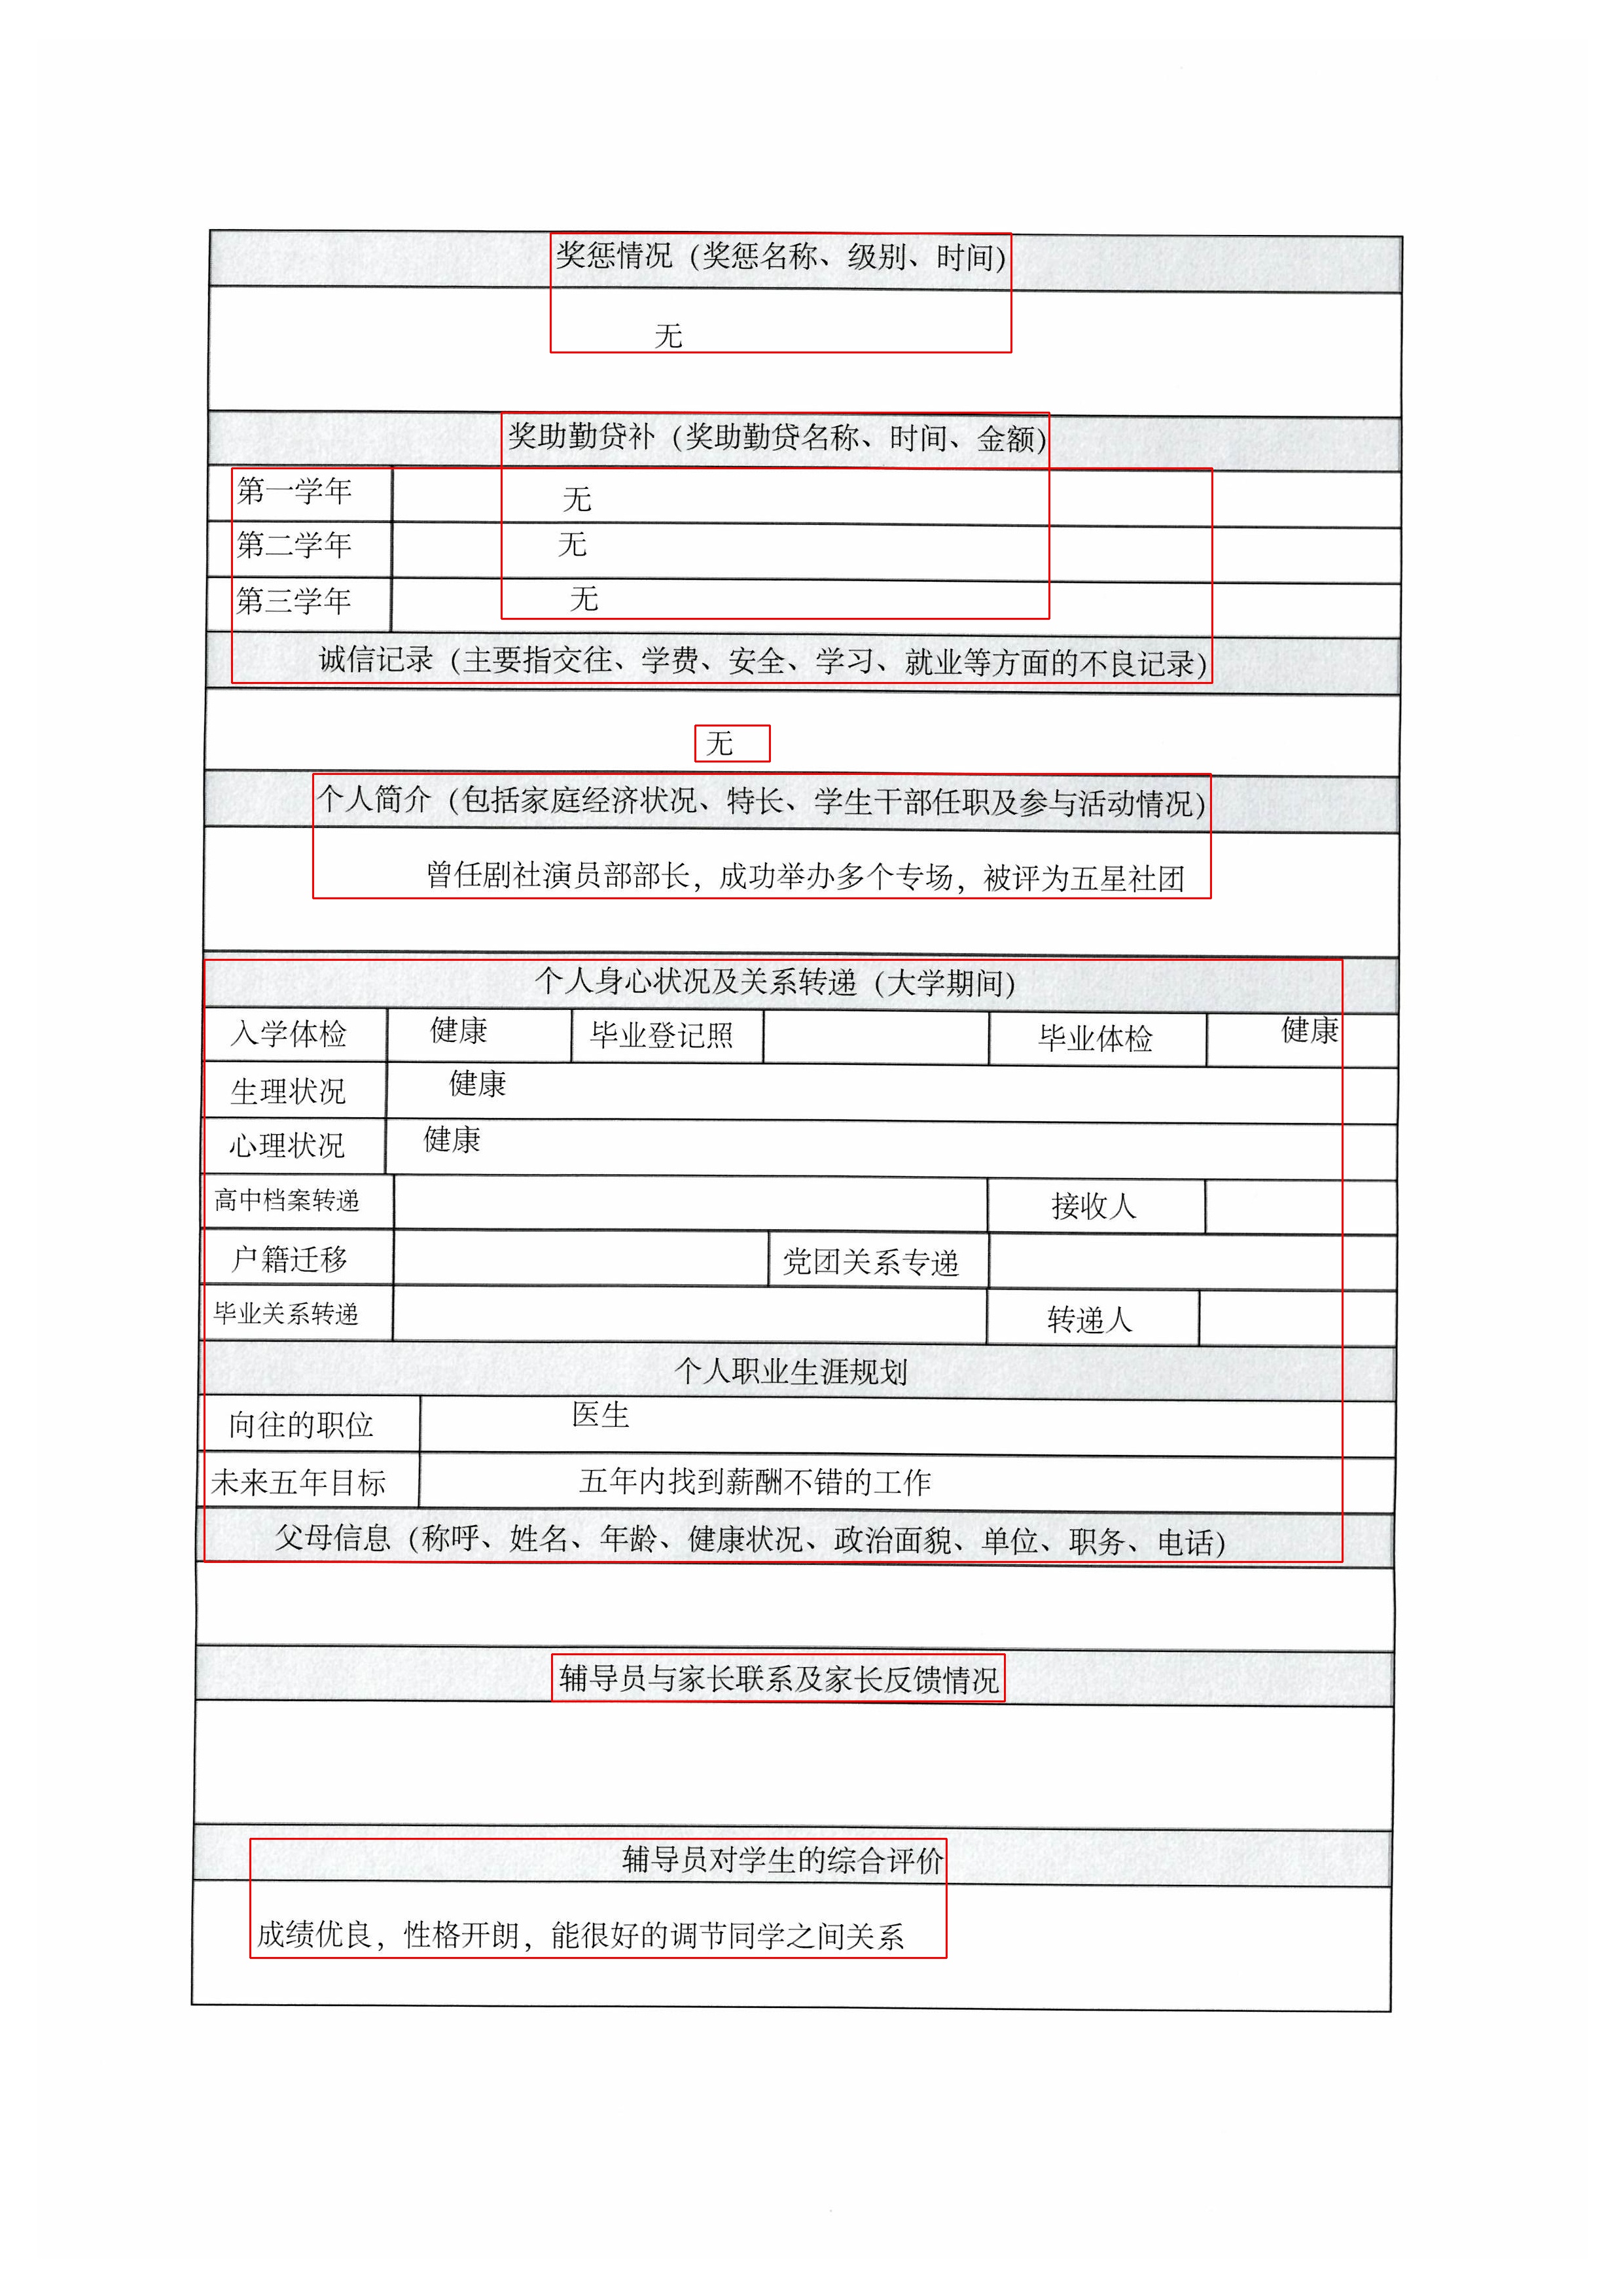 奖惩情况（奖惩名称、级别、时间）
无
奖助勤贷补（奖助勤贷名称、时间、金额）
第一学年 无
第二学年 无
第三学年 无
诚信记录（主要指交往、学费、安全、学习、就业等方面的不良记录）
无
个人简介（包括家庭经济状况、特长、学生干部任职及参与活动情况）
曾任剧社演员部部长，成功举办多个专场，被评为五星社团
个人身心状况及关系转递（大学期间）
入学体检 健康 毕业登记照 毕业体检 健康
生理状况 健康
心理状况 健康
高中档案转递 接收人
户籍迁移 党团关系专递
毕业关系转递 转递人
个人职业生涯规划
向往的职位 医生
未来五年目标 五年内找到薪酬不错的工作
父母信息（称呼、姓名、年龄、健康状况、政治面貌、单位、职务、电话）
辅导员与家长联系及家长反馈情况
辅导员对学生的综合评价
成绩优良，性格开朗，能很好的调节同学之间关系